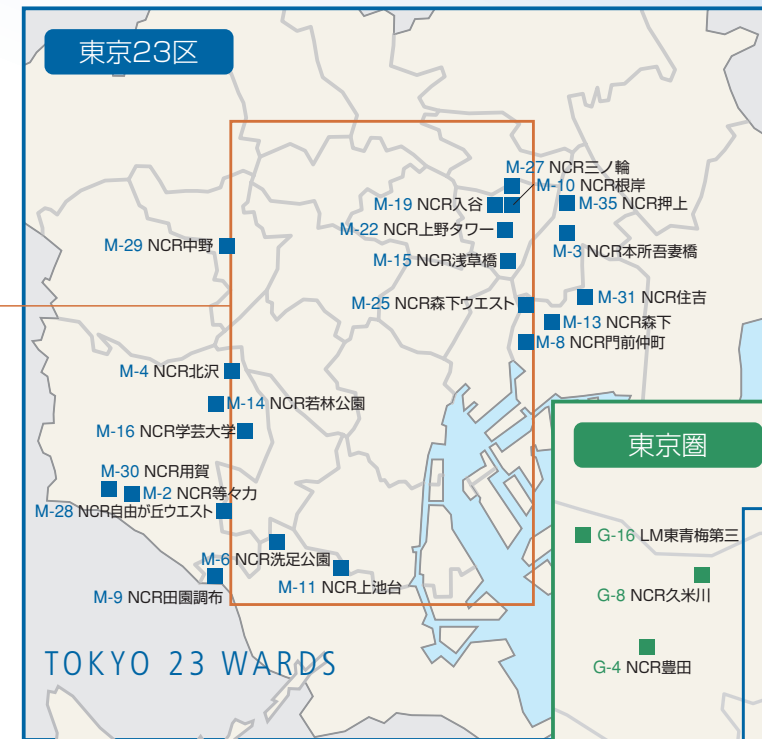 東京23区
M-27 NCR三ノ輪
M-10 NCR根岸
M-19 NCR入谷
M-35 NCR押上
M-22 NCR上野タワー
M-29 NCR中野
M-3 NCR本所吾妻橋
M-15 NCR浅草橋
M-31 NCR住吉
M-25 NCR森下ウエスト
M-13 NCR森下
M-8 NCR門前仲町
M-4 NCR北沢
M-14 NCR若林公園
M-16 NCR学芸大学
東京圏
M-30 NCR用賀
M-2 NCR等々力
M-28 NCR自由が丘ウエスト
G-16 LM東青梅第三
M-6 NCR洗足公園
M-11 NCR上池台
M-9 NCR田園調布
G-8 NCR久米川
TOKYO 23 WARDS
G-4 NCR豊田